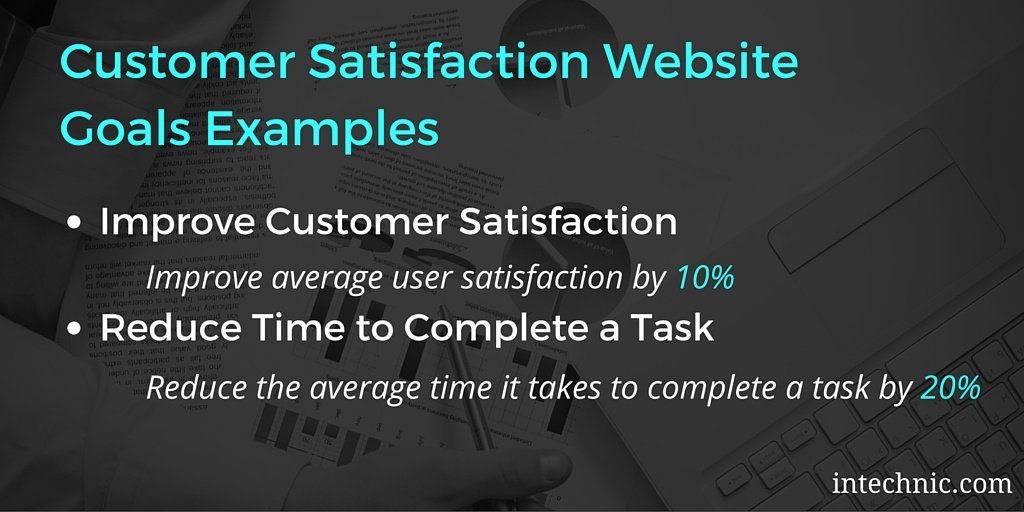 Customer Satisfaction Website
Goals Examples
• Improve Customer Satisfaction
Improve average user satisfaction by 10%
• Reduce Time to Complete a Task
Reduce the average time it takes to complete a task by 20%
intechnic.com